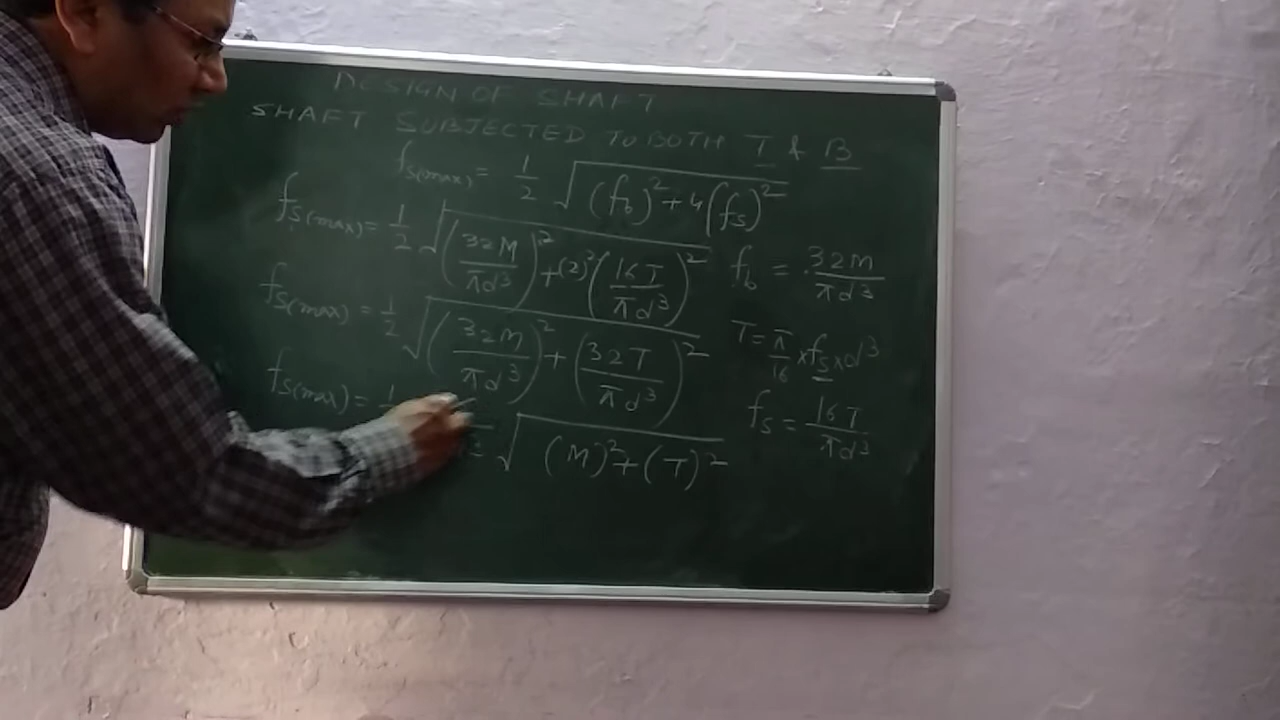 DESIGN OF SHAFT
SHAFT SUBJECTED TO BOTH T & B
fs(max) = 1/2 √((fb)² + 4(fs)²)
fs(max) = 1/2 √((32M/πd³)² + (2)²(16T/πd³)²)
fb = 32M/πd³
fs(max) = 1/2 √((32M/πd³)² + (32T/πd³)²)
T = π/16 × fs × d³
fs(max) = √((M)² + (T)²)
fs = 16T/πd³